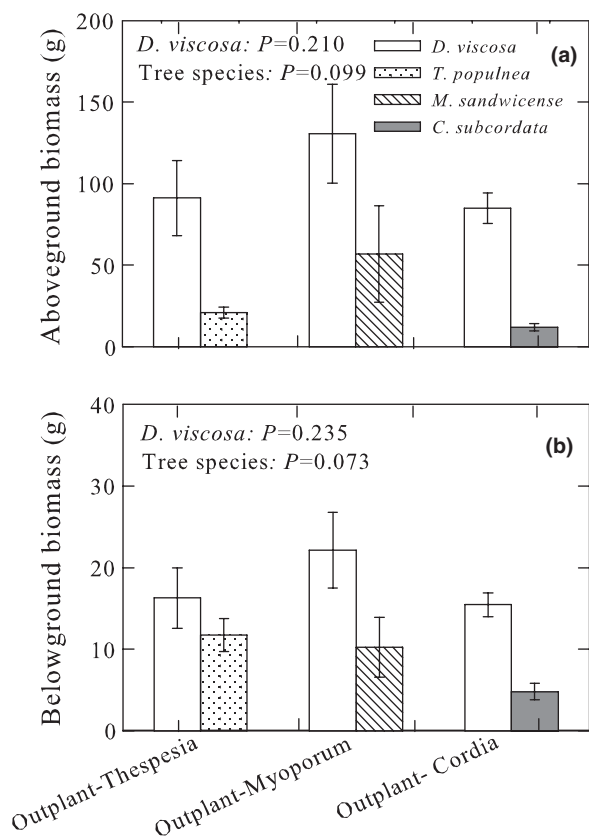 200
150
100
50
0
Aboveground biomass (g)
D. viscosa: P=0.210
Tree species: P=0.099
D. viscosa
T. populnea
M. sandwicense
C. subcordata
(a)
40
30
20
10
0
Belowground biomass (g)
D. viscosa: P=0.235
Tree species: P=0.073
(b)
Outplant-Thespesia
Outplant-Myoporum
Outplant- Cordia